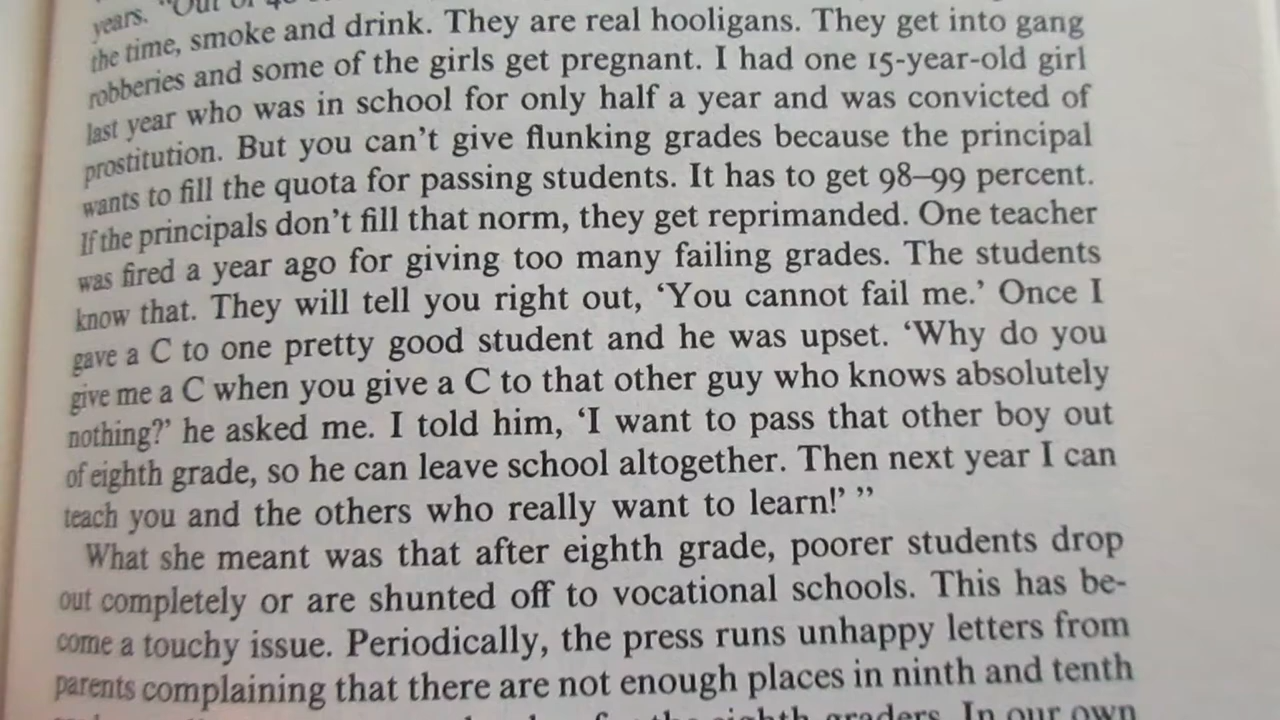 years. "Out of
the time, smoke and drink. They are real hooligans. They get into gang
robberies and some of the girls get pregnant. I had one 15-year-old girl
last year who was in school for only half a year and was convicted of
prostitution. But you can't give flunking grades because the principal
wants to fill the quota for passing students. It has to get 98–99 percent.
If the principals don't fill that norm, they get reprimanded. One teacher
was fired a year ago for giving too many failing grades. The students
know that. They will tell you right out, 'You cannot fail me.' Once I
gave a C to one pretty good student and he was upset. 'Why do you
give me a C when you give a C to that other guy who knows absolutely
nothing?' he asked me. I told him, 'I want to pass that other boy out
of eighth grade, so he can leave school altogether. Then next year I can
teach you and the others who really want to learn!' "
What she meant was that after eighth grade, poorer students drop
out completely or are shunted off to vocational schools. This has be-
come a touchy issue. Periodically, the press runs unhappy letters from
parents complaining that there are not enough places in ninth and tenth
the eighth graders. In our own